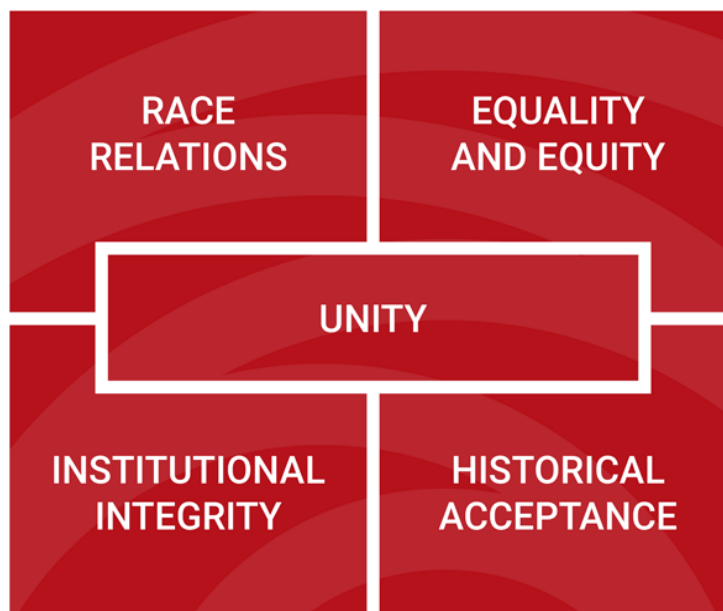 RACE
RELATIONS
EQUALITY
AND EQUITY
UNITY
INSTITUTIONAL
INTEGRITY
HISTORICAL
ACCEPTANCE